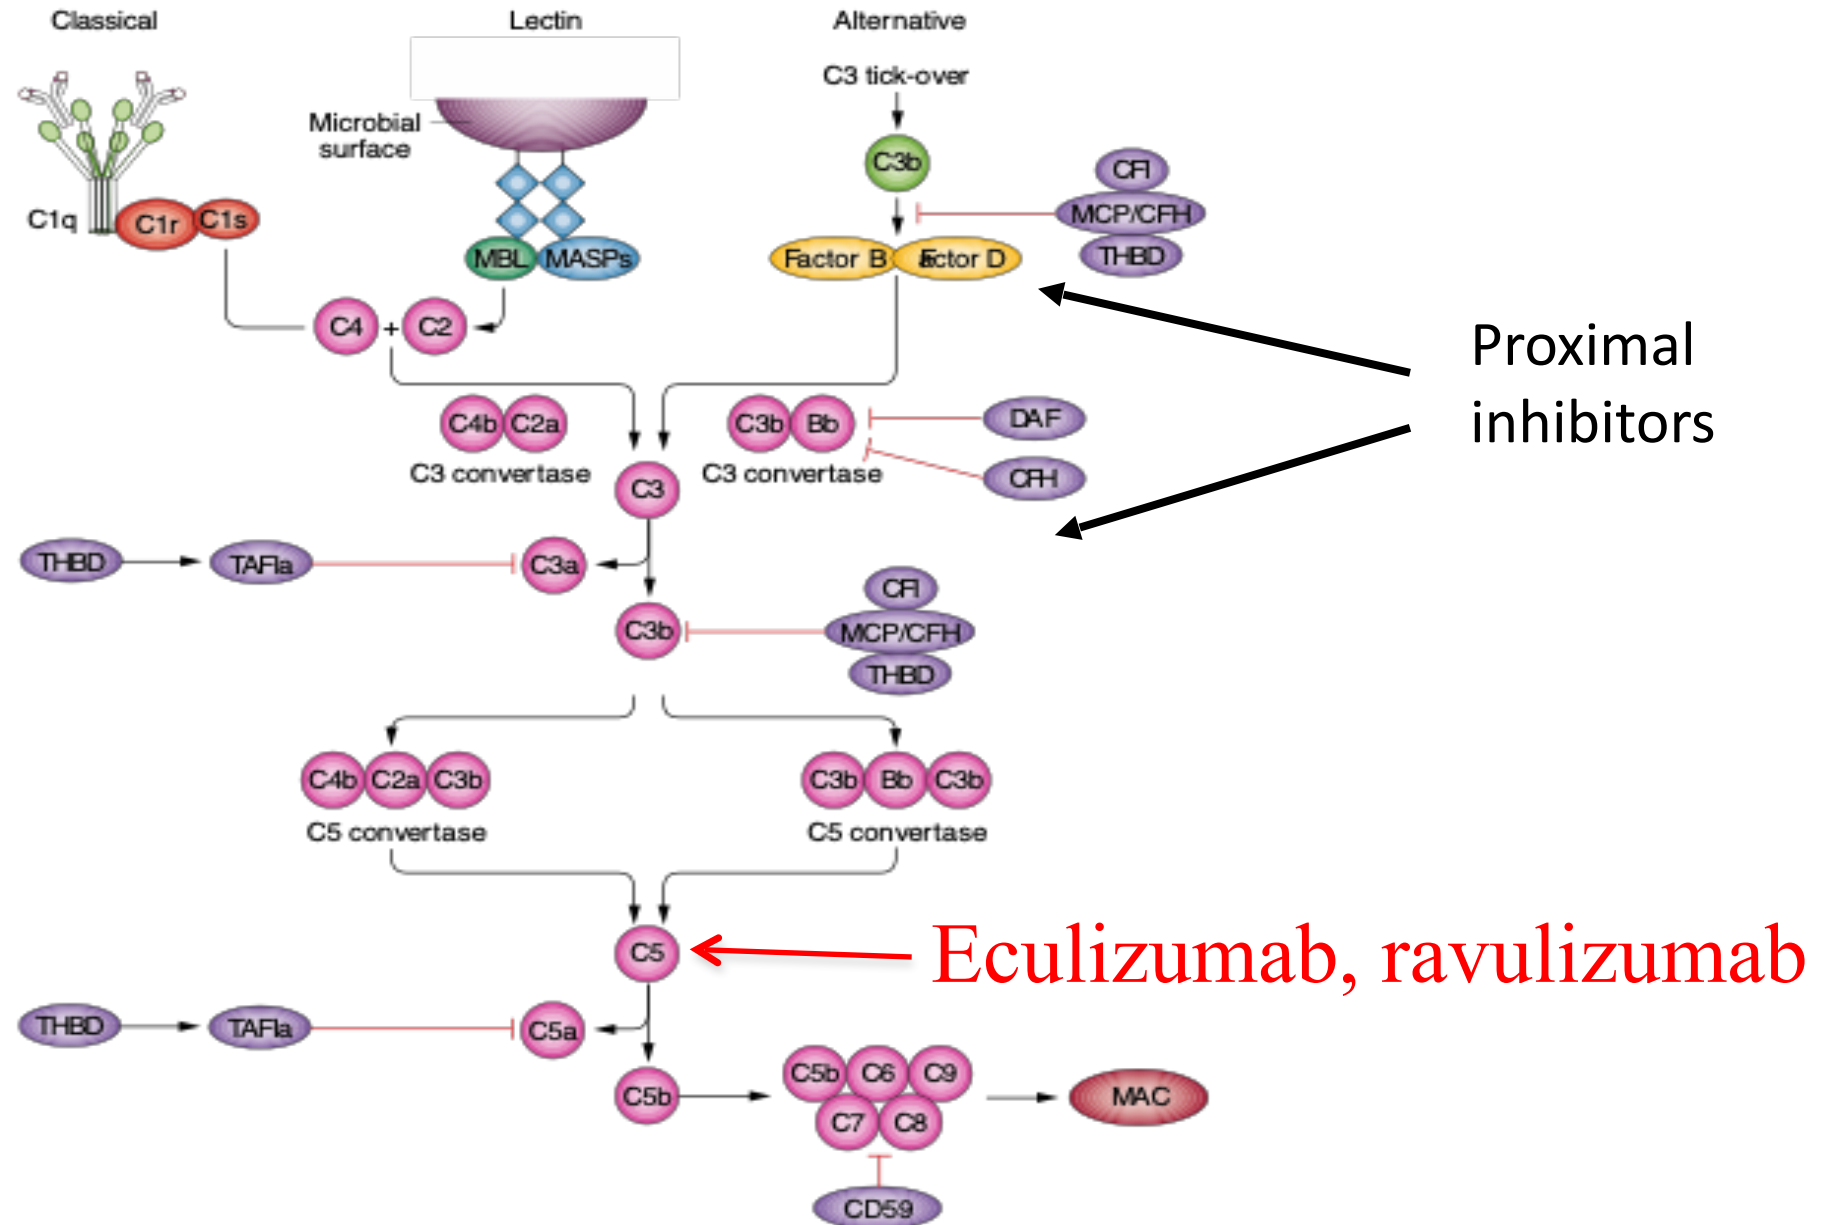 Classical
Lectin
Alternative
C3 tick-over
Microbial
surface
C3b
CFI
MCP/CFH
THBD
C1q
C1r
C1s
MBL
MASPs
Factor B
actor D
C4
+
C2
Proximal
inhibitors
C4b
C2a
C3 convertase
C3b
Bb
C3 convertase
DAF
CFH
C3
THBD
TAFIa
C3a
C3b
CFI
MCP/CFH
THBD
C4b
C2a
C3b
C5 convertase
C3b
Bb
C3b
C5 convertase
C5
Eculizumab, ravulizumab
THBD
TAFIa
C5a
C5b
C5b
C6
C9
C7
C8
MAC
CD59